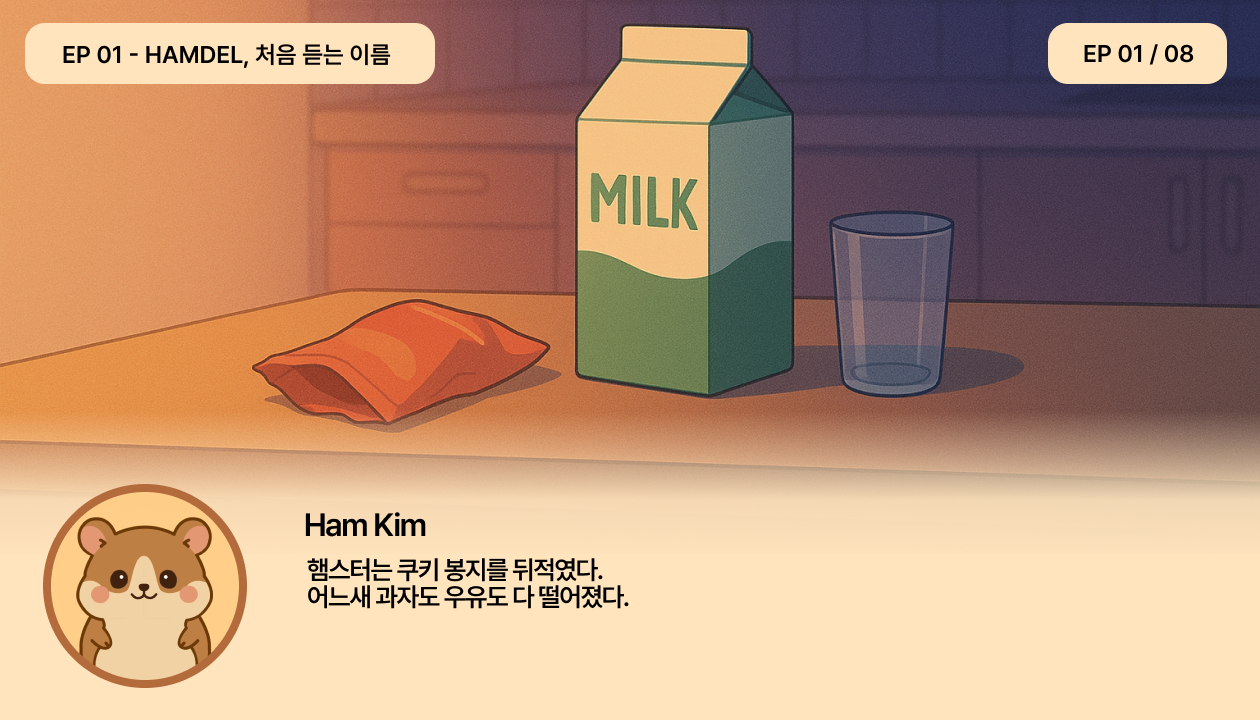 EP 01 - HAMDEL, 처음 듣는 이름
EP 01 / 08
MILK
Ham Kim
햄스터는 쿠키 봉지를 뒤적였다.
어느새 과자도 우유도 다 떨어졌다.